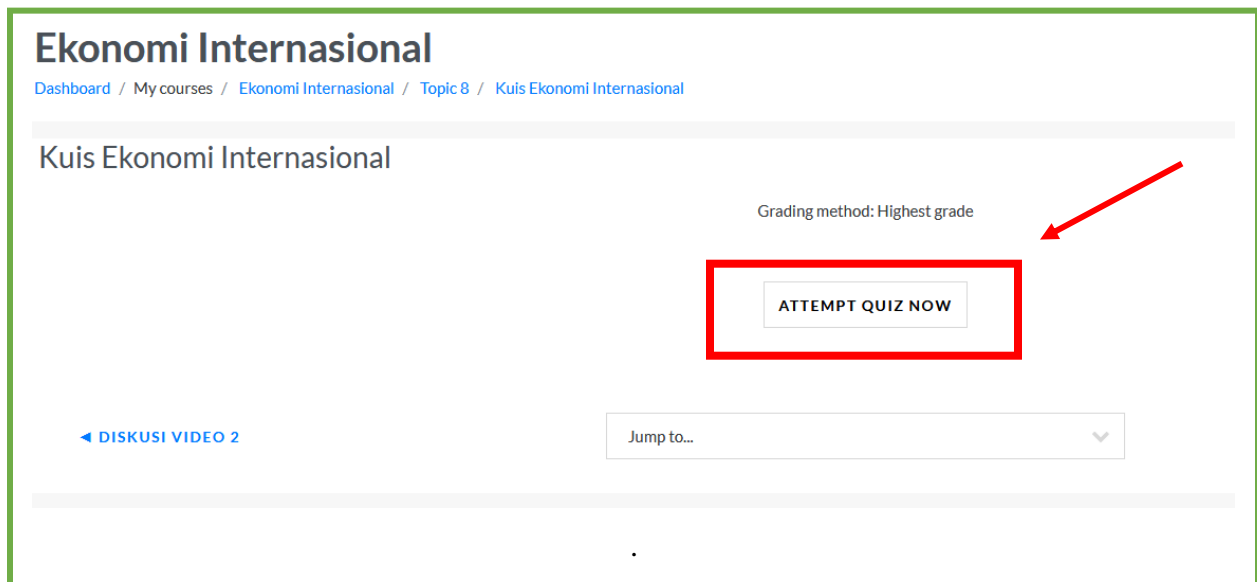 Ekonomi Internasional
Dashboard / My courses / Ekonomi Internasional / Topic 8 / Kuis Ekonomi Internasional
Kuis Ekonomi Internasional
Grading method: Highest grade
ATTEMPT QUIZ NOW
◄ DISKUSI VIDEO 2
Jump to...
.